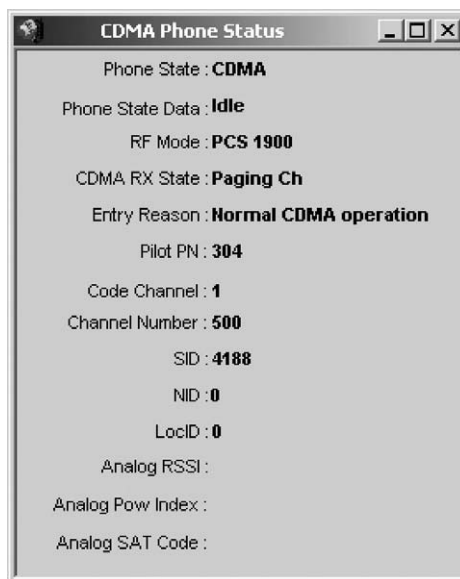 CDMA Phone Status
Phone State : CDMA
Phone State Data : Idle
RF Mode : PCS 1900
CDMA RX State : Paging Ch
Entry Reason : Normal CDMA operation
Pilot PN : 304
Code Channel : 1
Channel Number : 500
SID : 4188
NID : 0
LocID : 0
Analog RSSI :
Analog Pow Index :
Analog SAT Code :